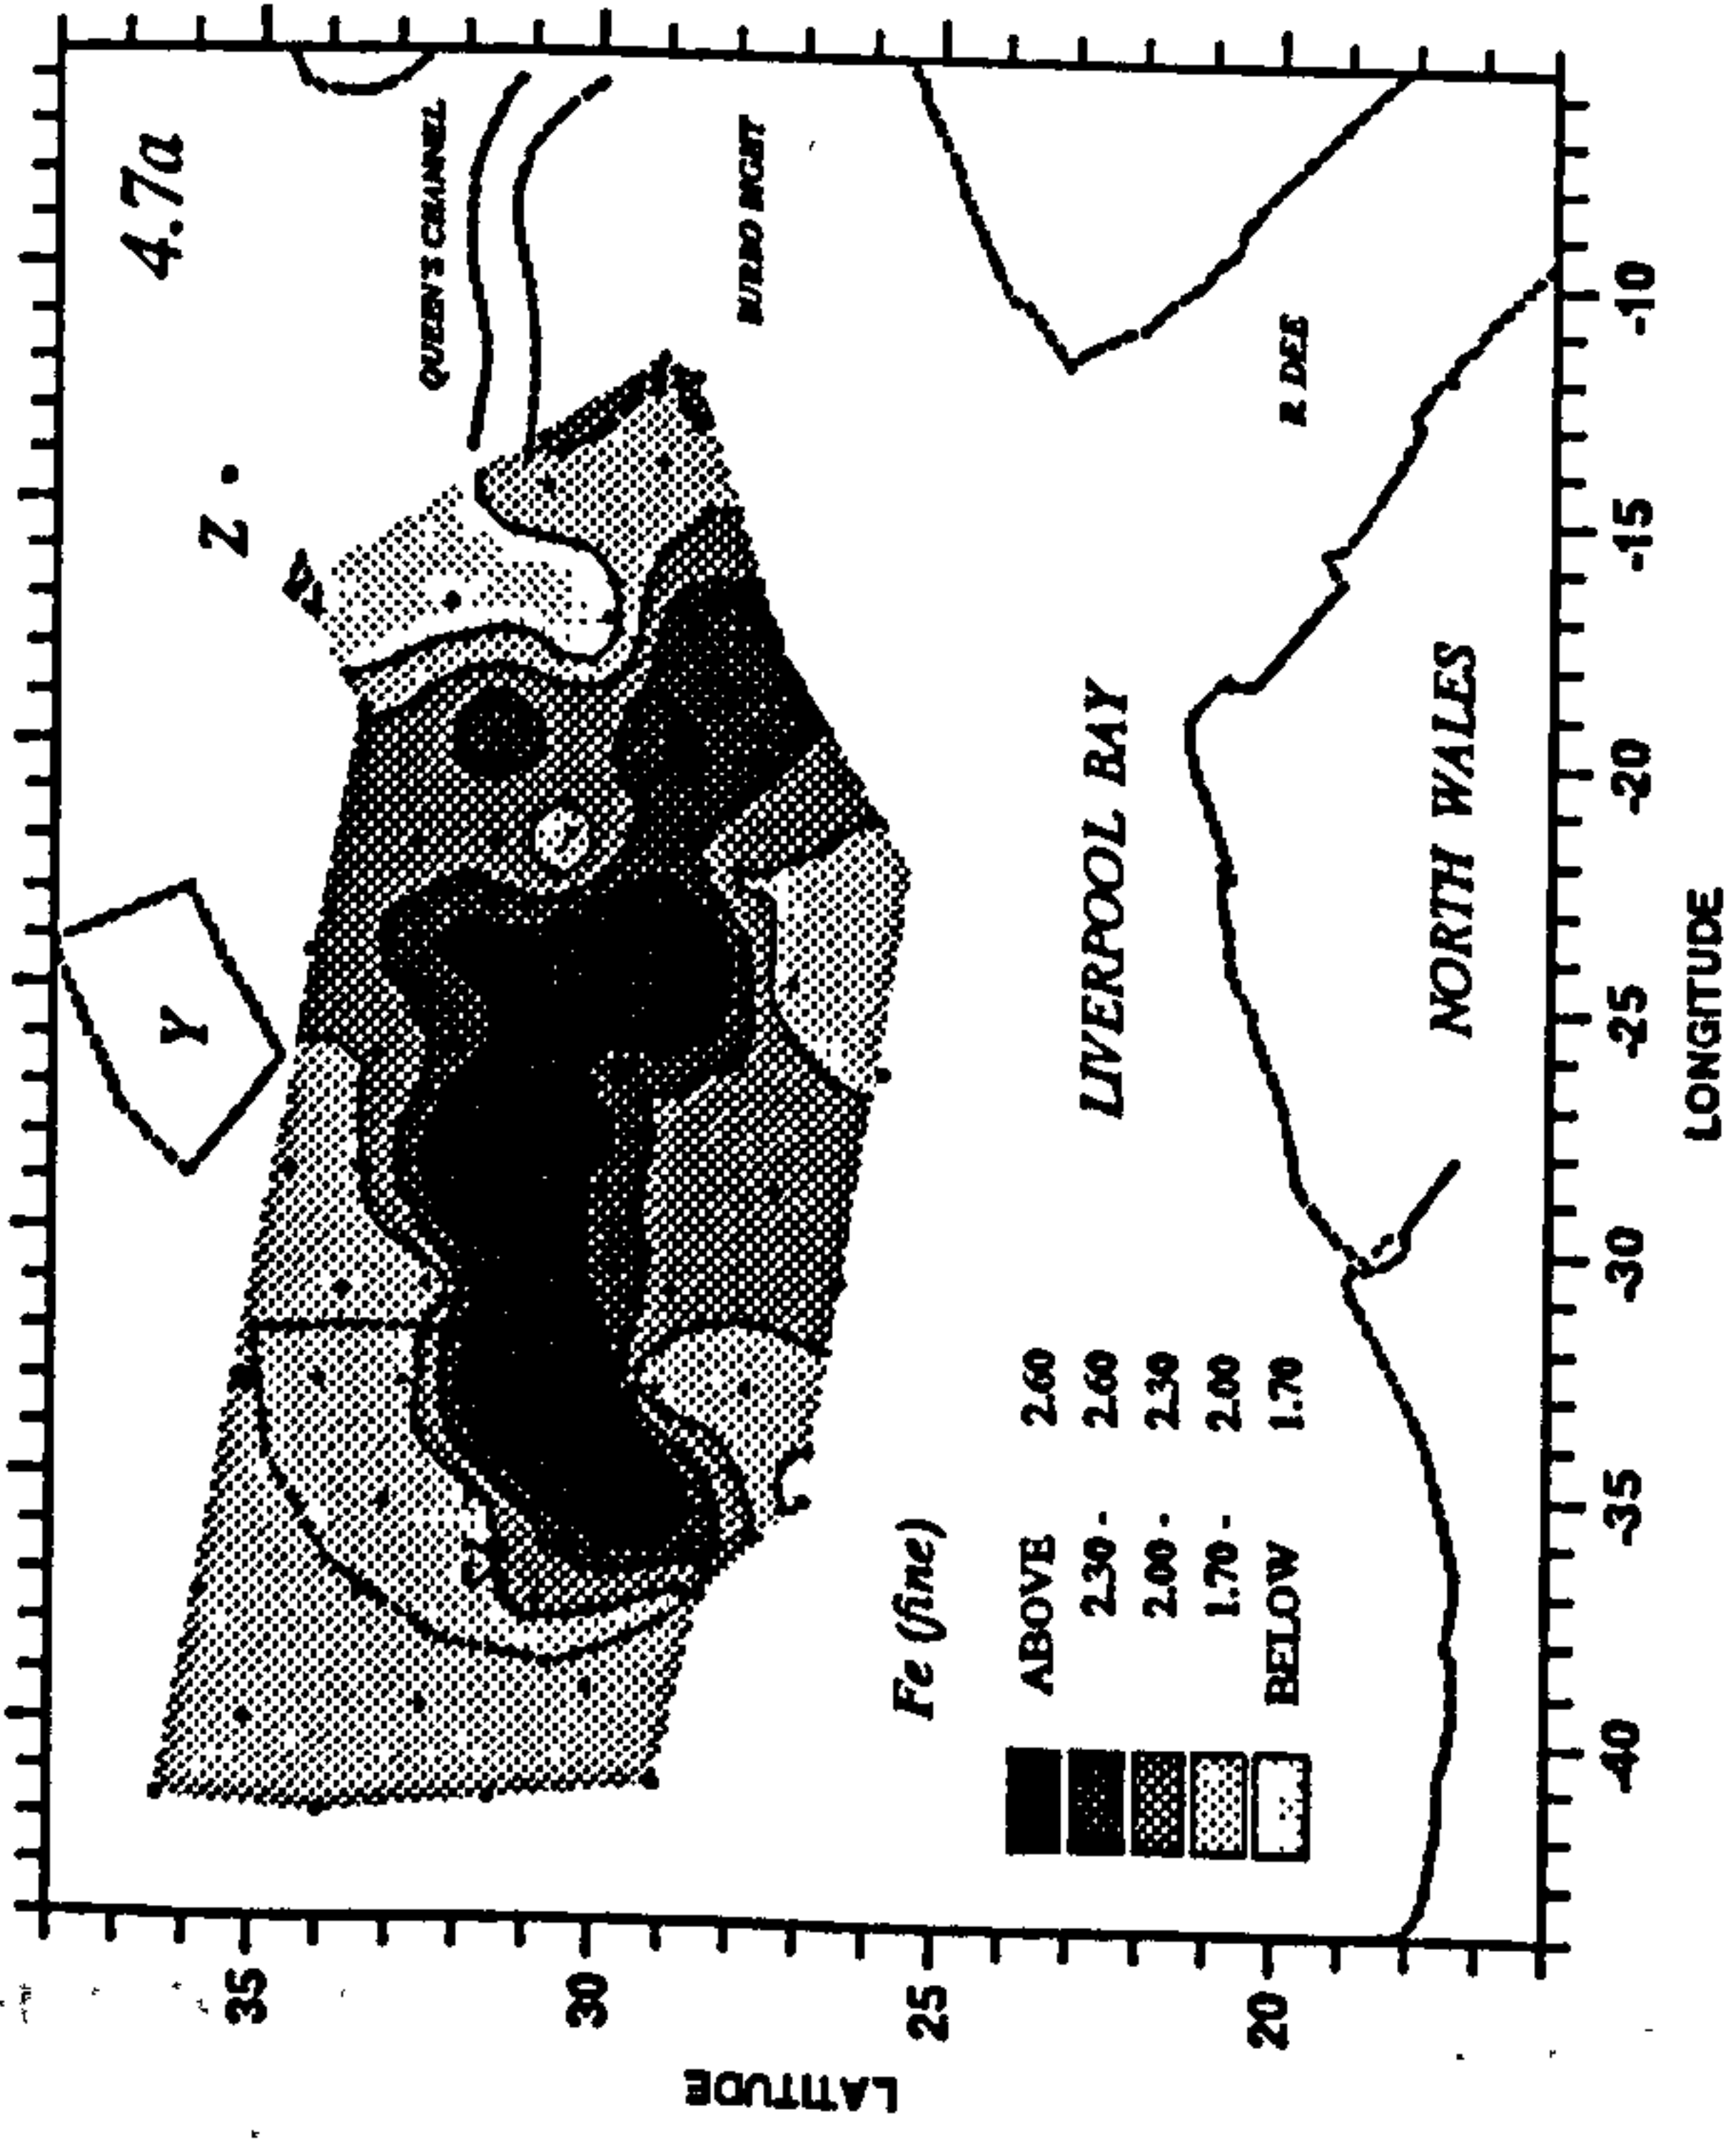 4.7a
QUEEN'S CHANNEL
Z
Y
BURBO BIGHT
R. DEE
LIVERPOOL BAY
NORTH WALES
Fe (fine)
ABOVE 2.60
2.30 - 2.60
2.00 - 2.30
1.70 - 2.00
BELOW 1.70
LATITUDE
35
30
25
20
-40
-35
-30
-25
-20
-15
-10
LONGITUDE